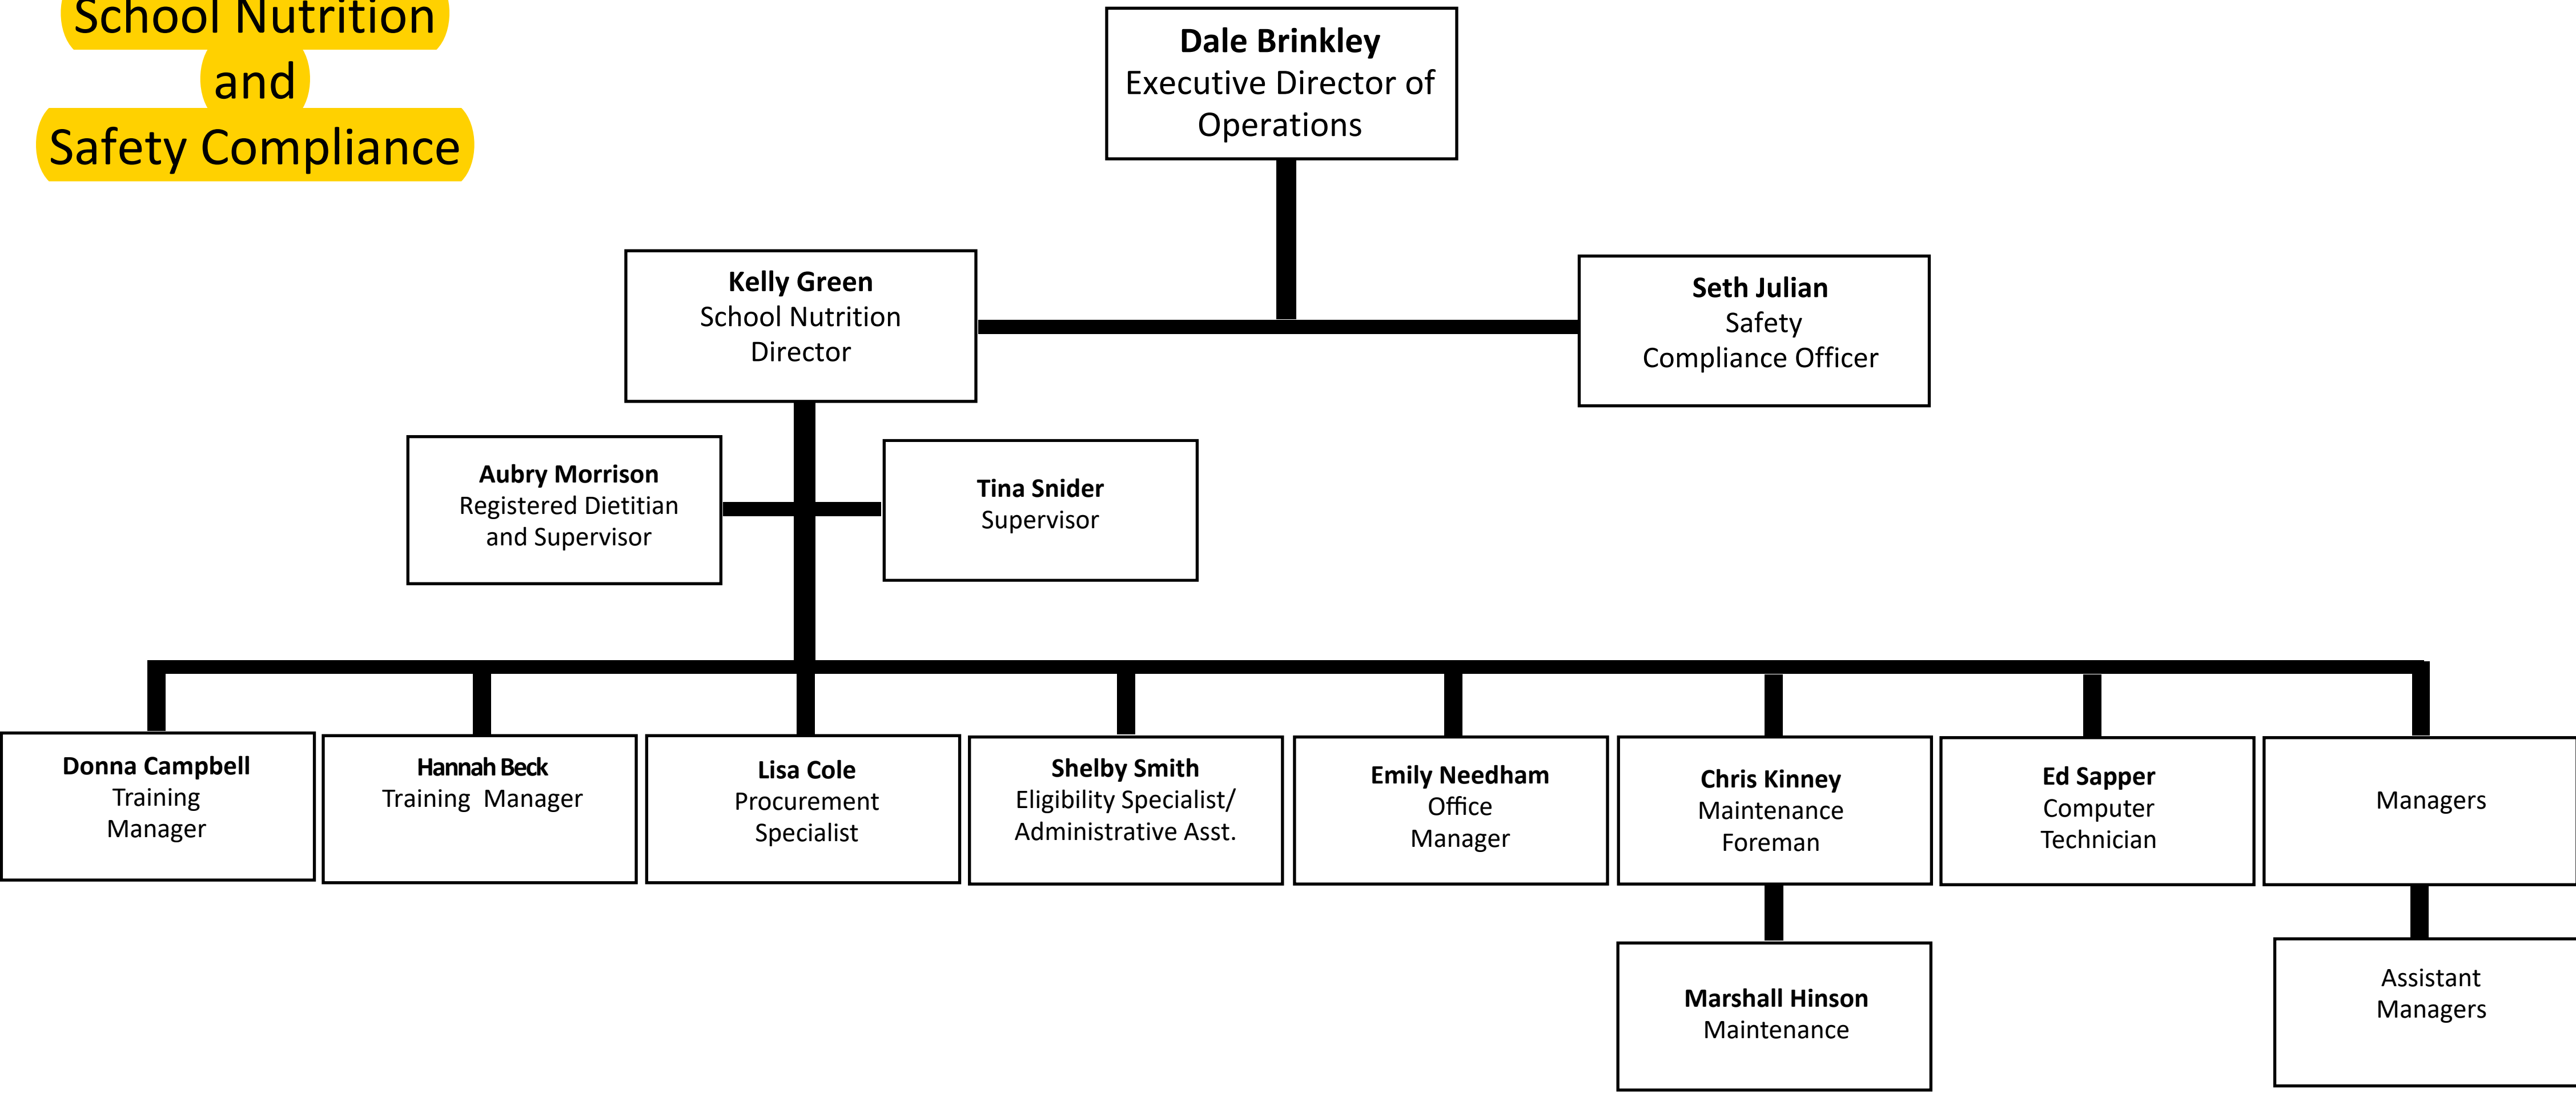 School Nutrition
and
Safety Compliance
Dale Brinkley
Executive Director of
Operations
Kelly Green
School Nutrition
Director
Seth Julian
Safety
Compliance Officer
Aubry Morrison
Registered Dietitian
and Supervisor
Tina Snider
Supervisor
Donna Campbell
Training
Manager
Hannah Beck
Training Manager
Lisa Cole
Procurement
Specialist
Shelby Smith
Eligibility Specialist/
Administrative Asst.
Emily Needham
Office
Manager
Chris Kinney
Maintenance
Foreman
Ed Sapper
Computer
Technician
Managers
Marshall Hinson
Maintenance
Assistant
Managers